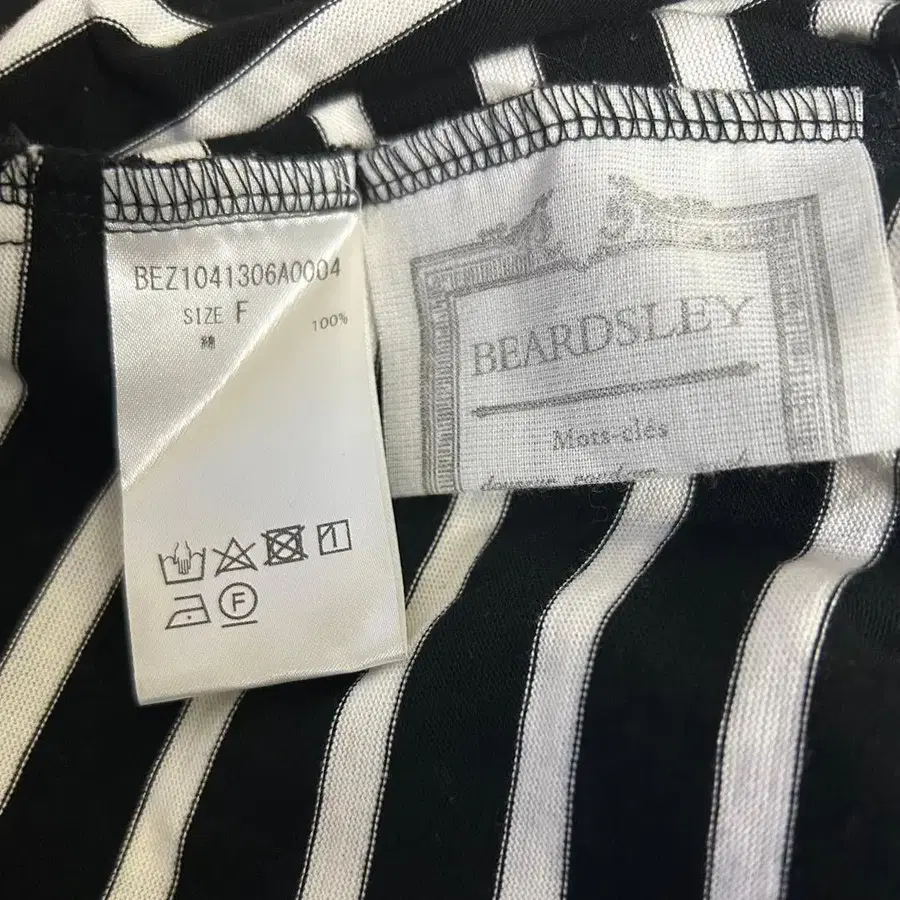 BEZ1041306A0004
SIZE F
綿 100%
F
BEARDSLEY
Mots-clés